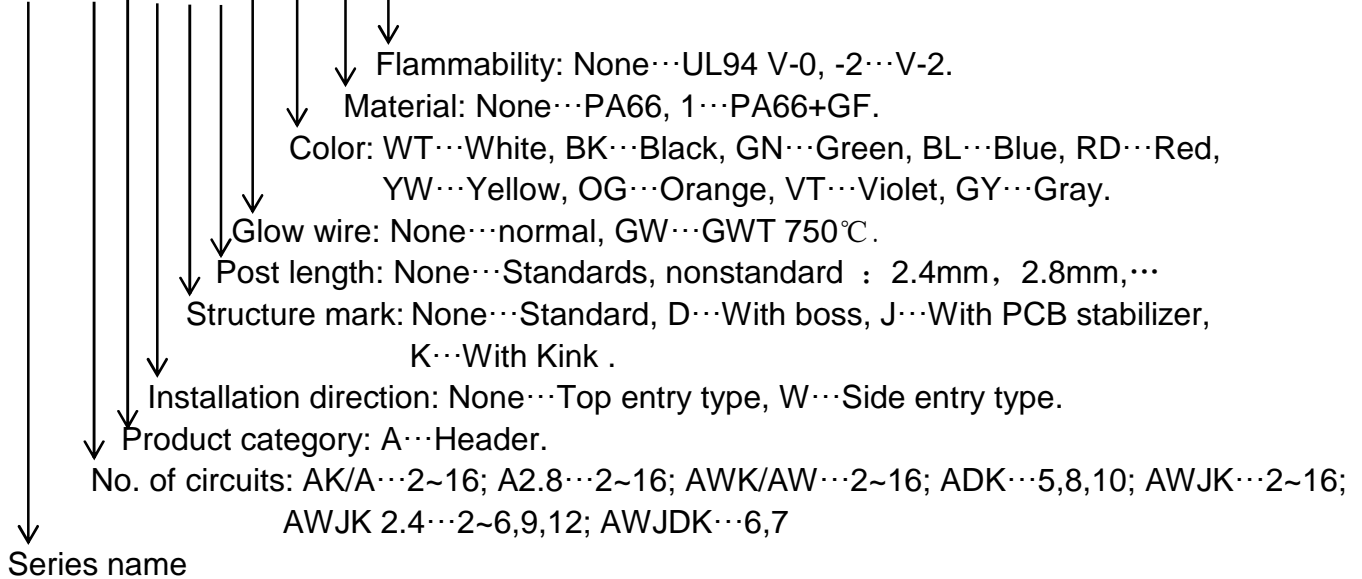 Flammability: None⋯UL94 V-0, -2⋯V-2.
Material: None⋯PA66, 1⋯PA66+GF.
Color: WT⋯White, BK⋯Black, GN⋯Green, BL⋯Blue, RD⋯Red,
YW⋯Yellow, OG⋯Orange, VT⋯Violet, GY⋯Gray.
Glow wire: None⋯normal, GW⋯GWT 750℃.
Post length: None⋯Standards, nonstandard ：2.4mm，2.8mm,⋯
Structure mark: None⋯Standard, D⋯With boss, J⋯With PCB stabilizer,
K⋯With Kink .
Installation direction: None⋯Top entry type, W⋯Side entry type.
Product category: A⋯Header.
No. of circuits: AK/A⋯2~16; A2.8⋯2~16; AWK/AW⋯2~16; ADK⋯5,8,10; AWJK⋯2~16;
AWJK 2.4⋯2~6,9,12; AWJDK⋯6,7
Series name